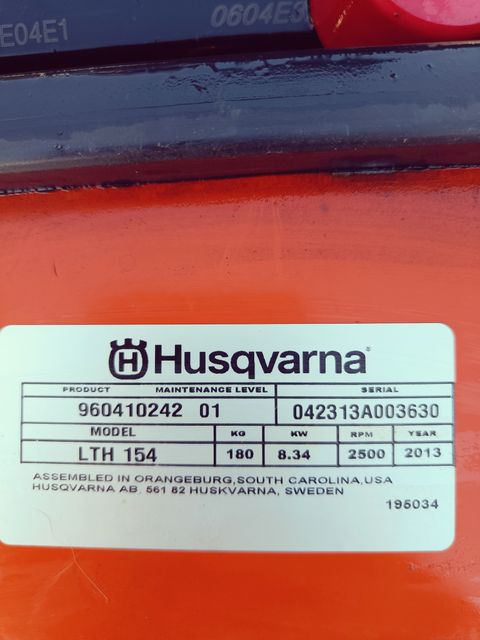 E04E1 0604E3
Husqvarna
PRODUCT MAINTENANCE LEVEL SERIAL
960410242 01 042313A003630
MODEL KG KW RPM YEAR
LTH 154 180 8.34 2500 2013
ASSEMBLED IN ORANGEBURG,SOUTH CAROLINA,USA
HUSQVARNA AB, 561 82 HUSKVARNA, SWEDEN
195034